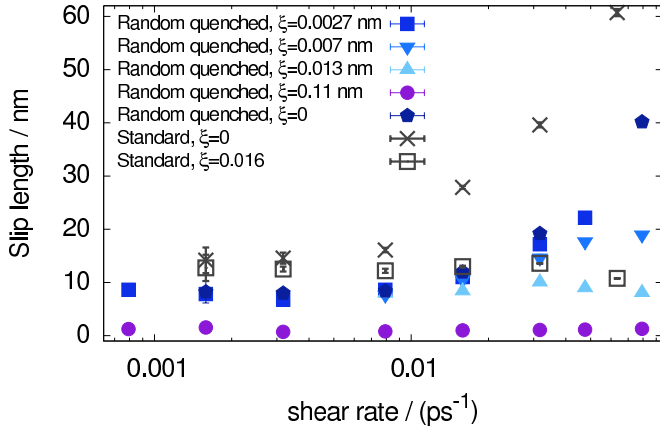 60
50
40
30
20
10
0
Slip length / nm
Random quenched, ξ=0.0027 nm
Random quenched, ξ=0.007 nm
Random quenched, ξ=0.013 nm
Random quenched, ξ=0.11 nm
Random quenched, ξ=0
Standard, ξ=0
Standard, ξ=0.016
0.001
0.01
shear rate / (ps⁻¹)